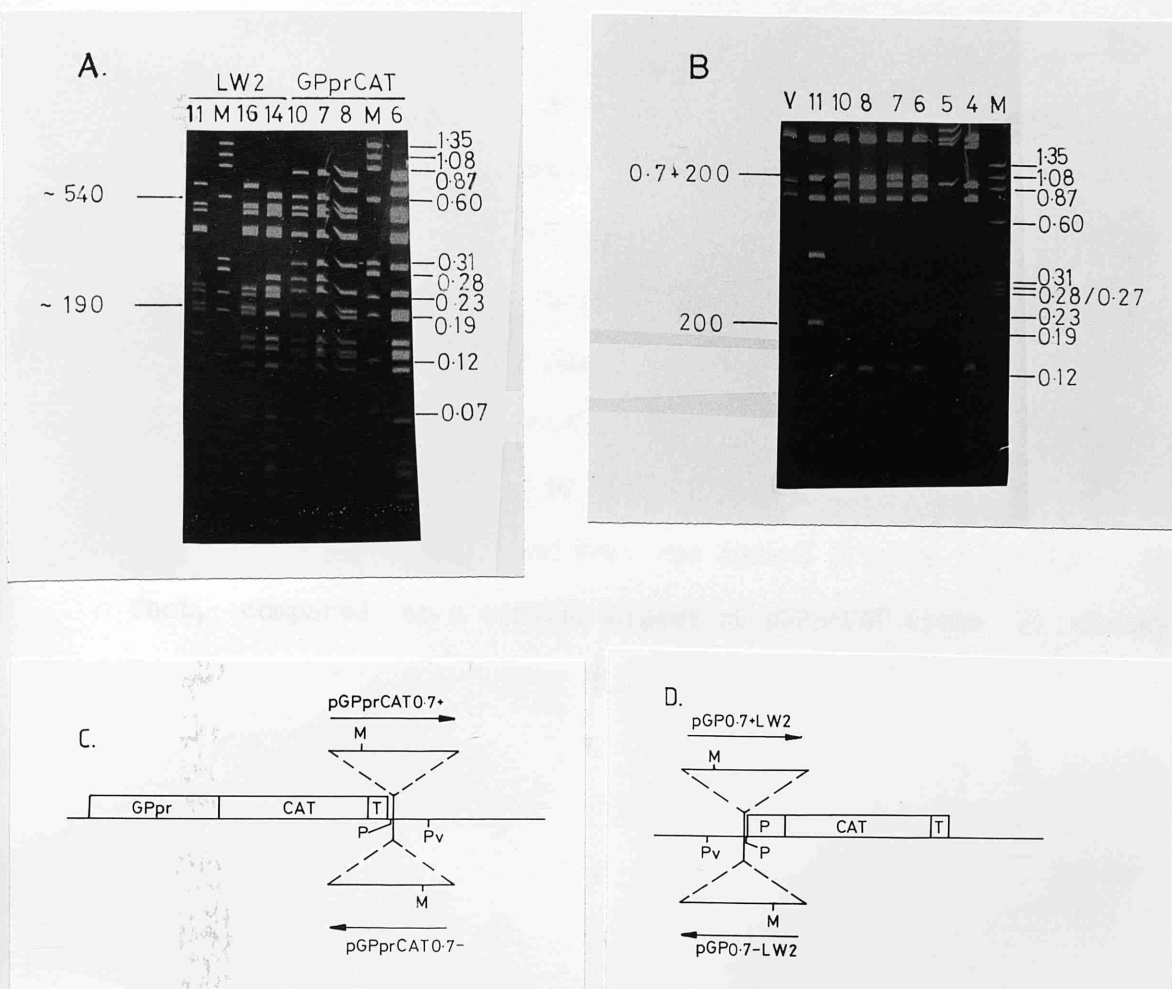 A.
LW2 GPprCAT
11 M 16 14 10 7 8 M 6
~ 540
~ 190
1·35
1·08
0·87
0·60
0·31
0·28
0·23
0·19
0·12
0·07
B
V 11 10 8 7 6 5 4 M
0·7+200
200
1·35
1·08
0·87
0·60
0·31
0·28/0·27
0·23
0·19
0·12
fact, compared
C.
pGPprCAT0·7+
M
GPpr CAT T
P Pv
M
pGPprCAT0·7-
D.
pGP0·7+LW2
M
P CAT T
Pv P
M
pGP0·7-LW2